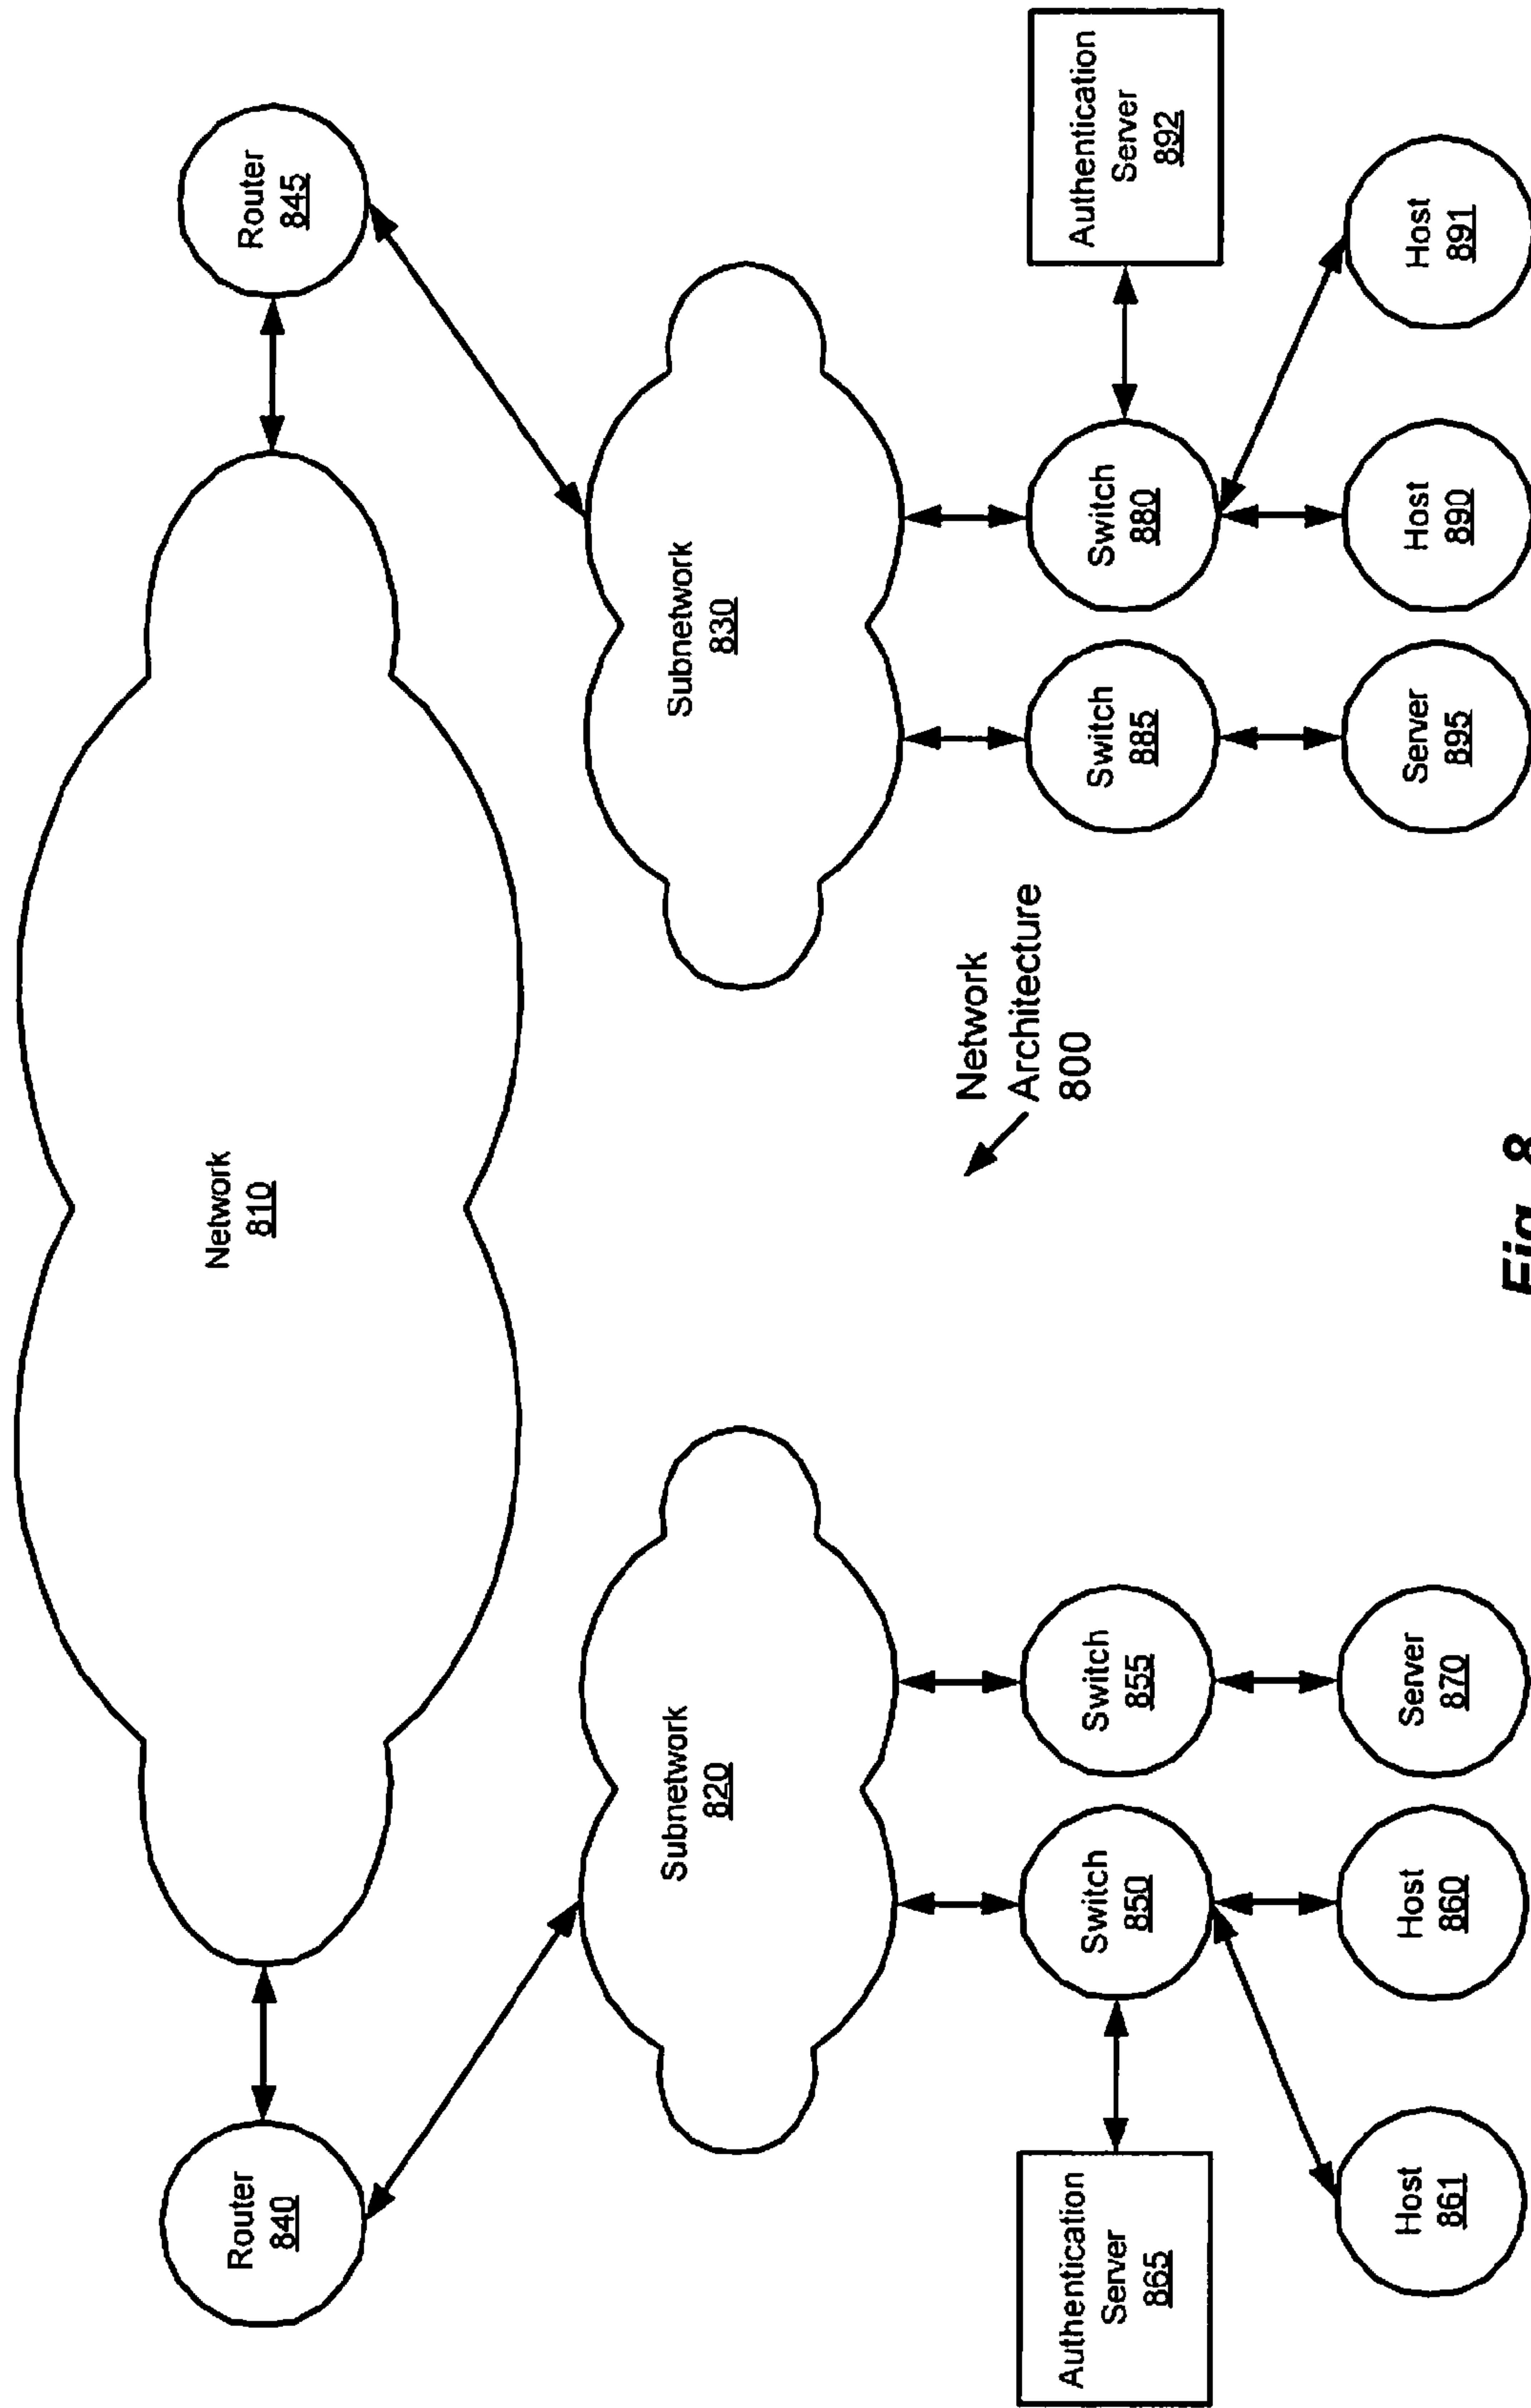 Network
810
Router
840
Router
845
Subnetwork
820
Subnetwork
830
Authentication
Server
865
Switch
850
Switch
855
Network
Architecture
800
Switch
885
Switch
880
Authentication
Server
892
Host
861
Host
860
Server
870
Server
895
Host
890
Host
891
Fig. 8